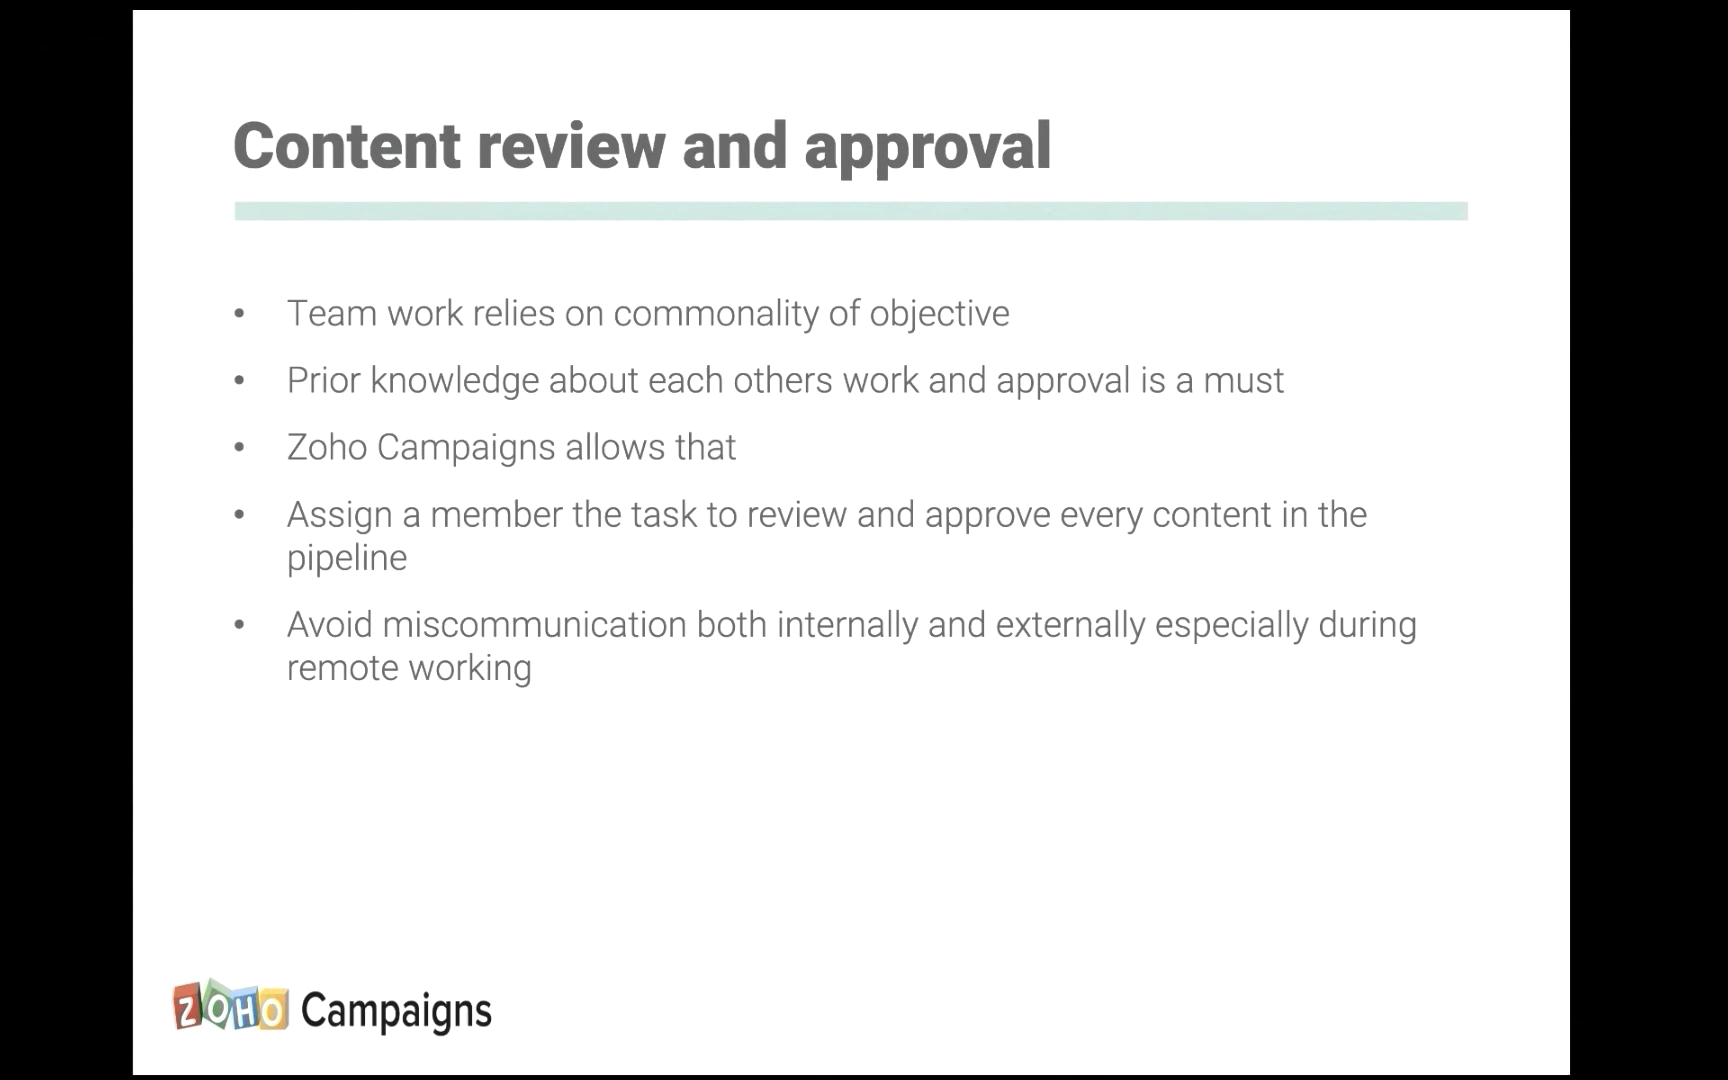 Content review and approval
• Team work relies on commonality of objective
• Prior knowledge about each others work and approval is a must
• Zoho Campaigns allows that
• Assign a member the task to review and approve every content in the
pipeline
• Avoid miscommunication both internally and externally especially during
remote working
ZOHO Campaigns